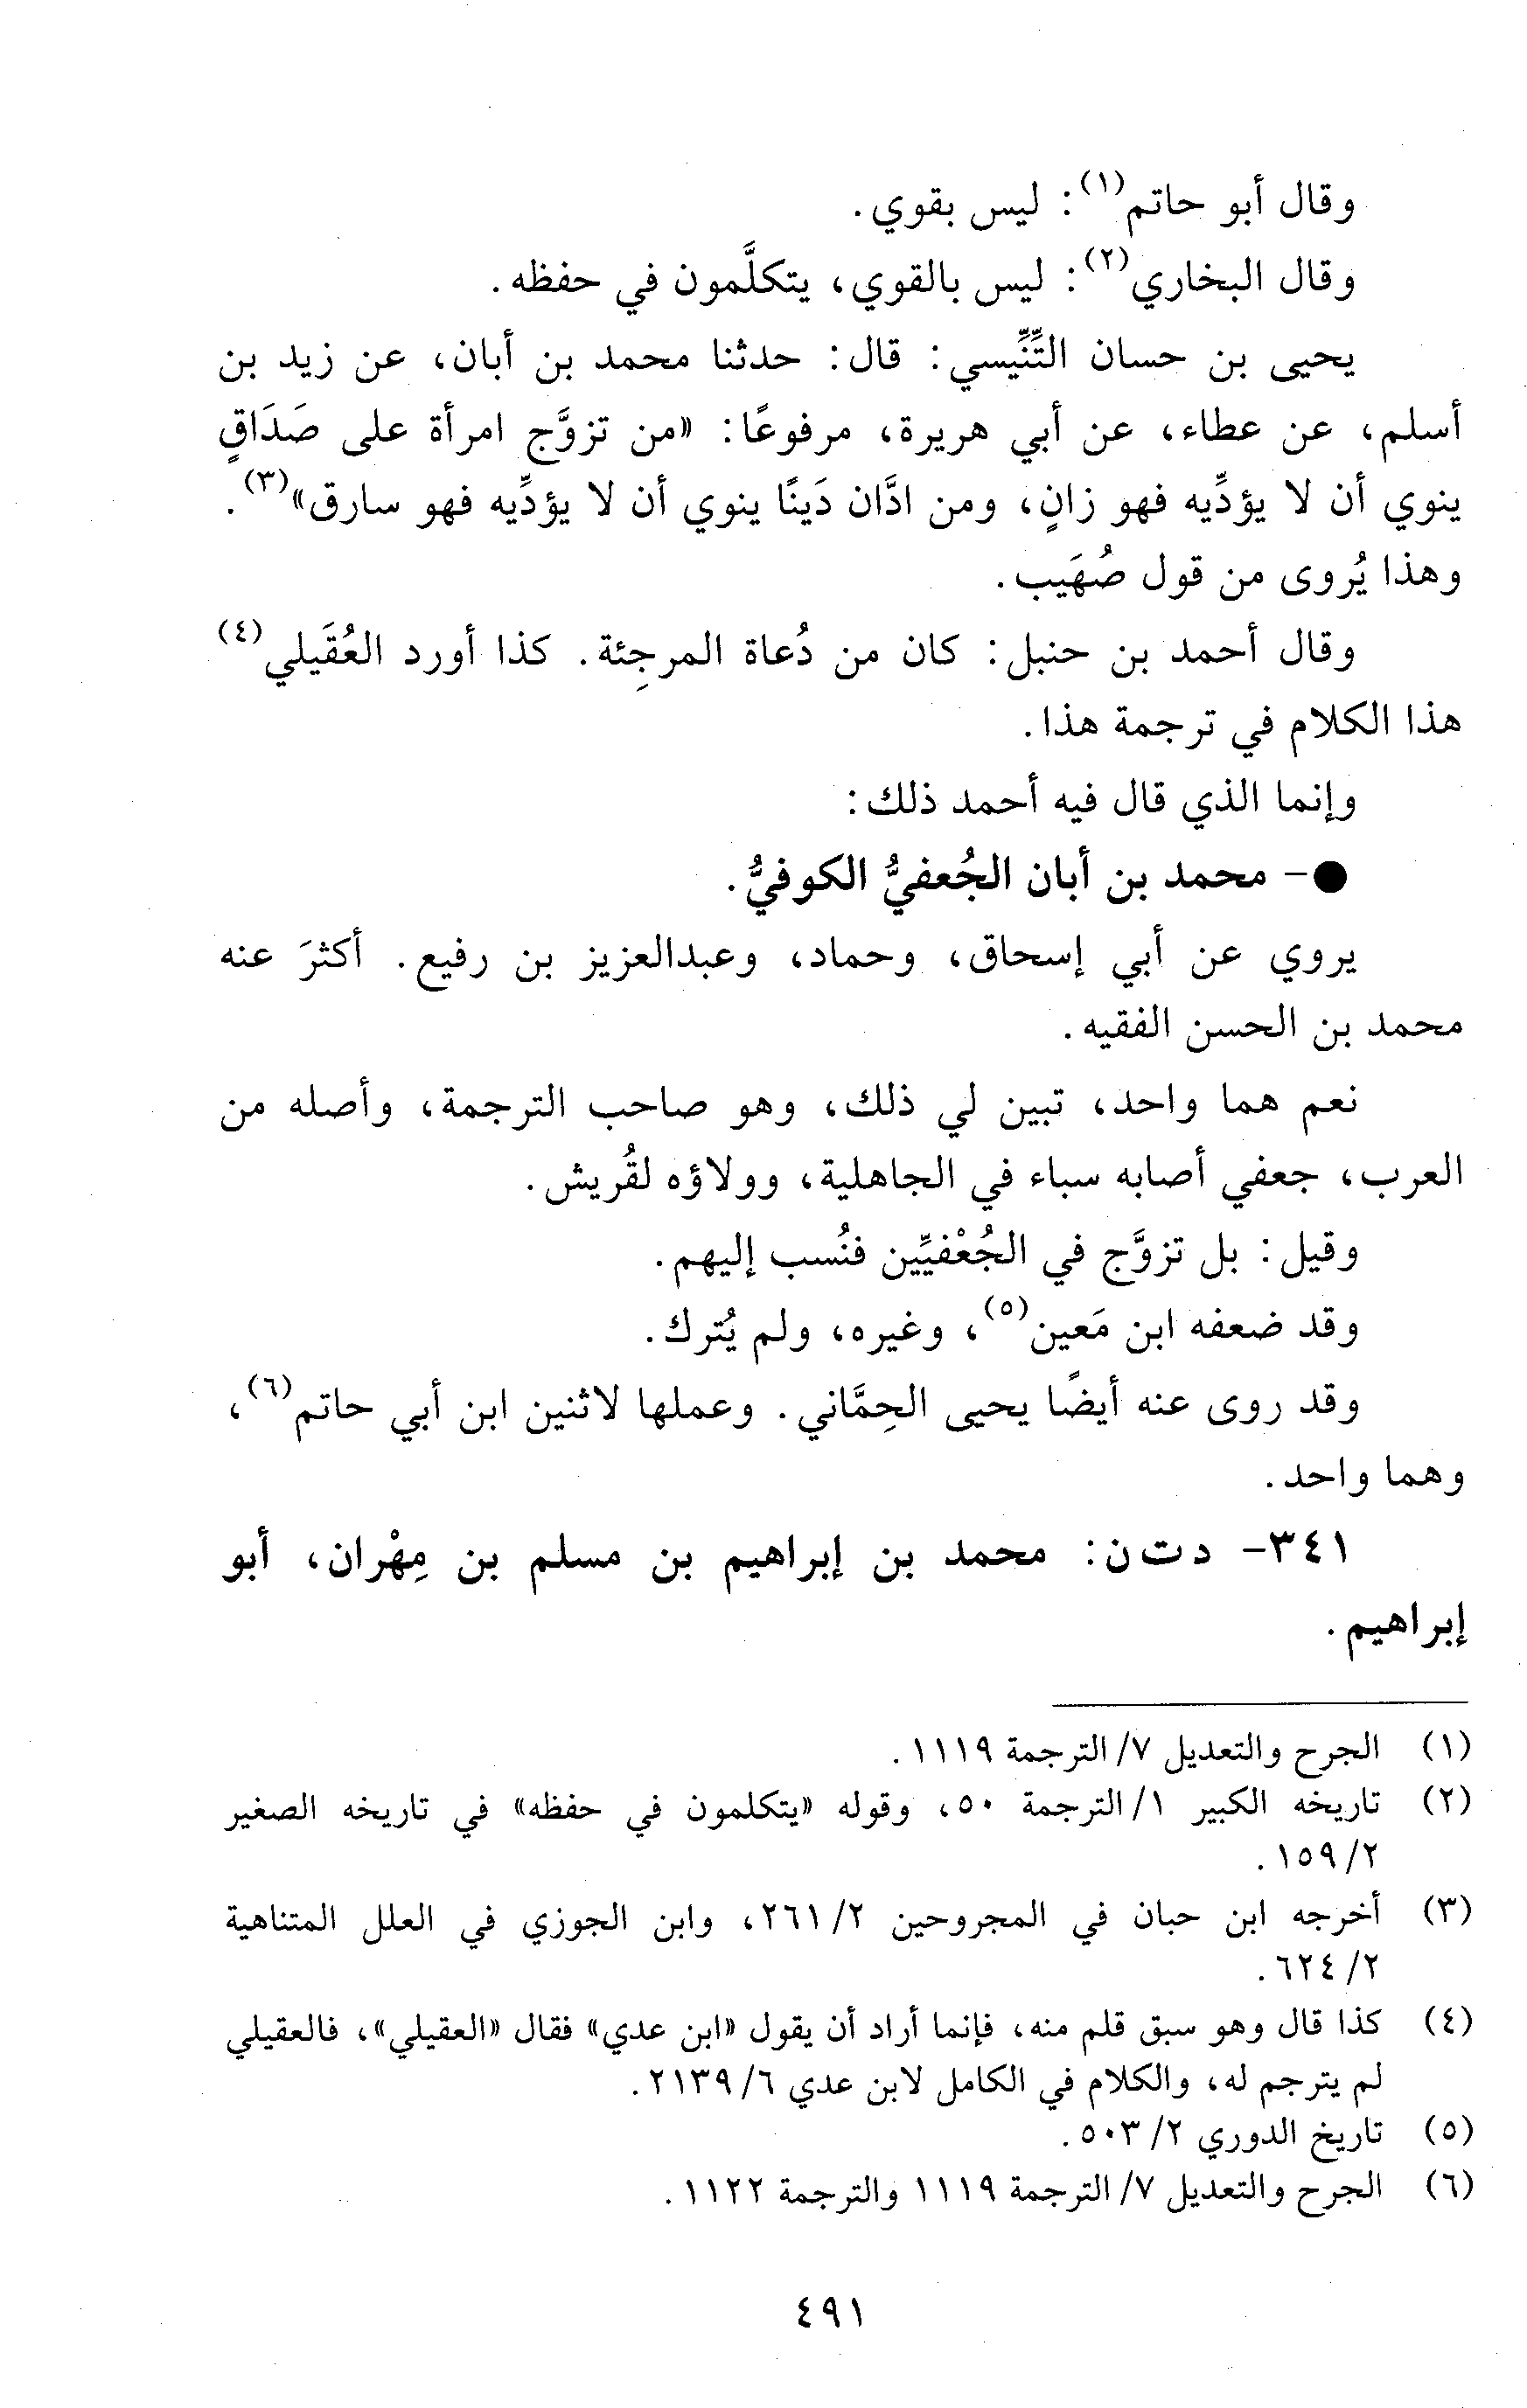 وقال أبو حاتم(١): ليس بقوي.
وقال البخاري(٢): ليس بالقوي، يتكلَّمون في حفظه.
يحيى بن حسان التِّنِّيسي: قال: حدثنا محمد بن أبان، عن زيد بن
أسلم، عن عطاء، عن أبي هريرة، مرفوعًا: «من تزوَّج امرأة على صَدَاقٍ
ينوي أن لا يؤدِّيه فهو زانٍ، ومن ادَّان دَينًا ينوي أن لا يؤدِّيه فهو سارق»(٣).
وهذا يُروى من قول صُهَيب.
وقال أحمد بن حنبل: كان من دُعاة المرجِئة. كذا أورد العُقَيلي(٤)
هذا الكلام في ترجمة هذا.
وإنما الذي قال فيه أحمد ذلك:
●- محمد بن أبان الجُعفيُّ الكوفيُّ.
يروي عن أبي إسحاق، وحماد، وعبدالعزيز بن رفيع. أكثرَ عنه
محمد بن الحسن الفقيه.
نعم هما واحد، تبين لي ذلك، وهو صاحب الترجمة، وأصله من
العرب، جعفي أصابه سباء في الجاهلية، وولاؤه لقُريش.
وقيل: بل تزوَّج في الجُعْفيِّين فنُسب إليهم.
وقد ضعفه ابن مَعين(٥)، وغيره، ولم يُترك.
وقد روى عنه أيضًا يحيى الحِمَّاني. وعملها لاثنين ابن أبي حاتم(٦)،
وهما واحد.
٣٤١- د ت ن: محمد بن إبراهيم بن مسلم بن مِهْران، أبو
إبراهيم.
(١) الجرح والتعديل ٧/ الترجمة ١١١٩.
(٢) تاريخه الكبير ١/ الترجمة ٥٠، وقوله «يتكلمون في حفظه» في تاريخه الصغير
٢/ ١٥٩.
(٣) أخرجه ابن حبان في المجروحين ٢/ ٢٦١، وابن الجوزي في العلل المتناهية
٢/ ٦٢٤.
(٤) كذا قال وهو سبق قلم منه، فإنما أراد أن يقول «ابن عدي» فقال «العقيلي»، فالعقيلي
لم يترجم له، والكلام في الكامل لابن عدي ٦/ ٢١٣٩.
(٥) تاريخ الدوري ٢/ ٥٠٣.
(٦) الجرح والتعديل ٧/ الترجمة ١١١٩ والترجمة ١١٢٢.
٤٩١